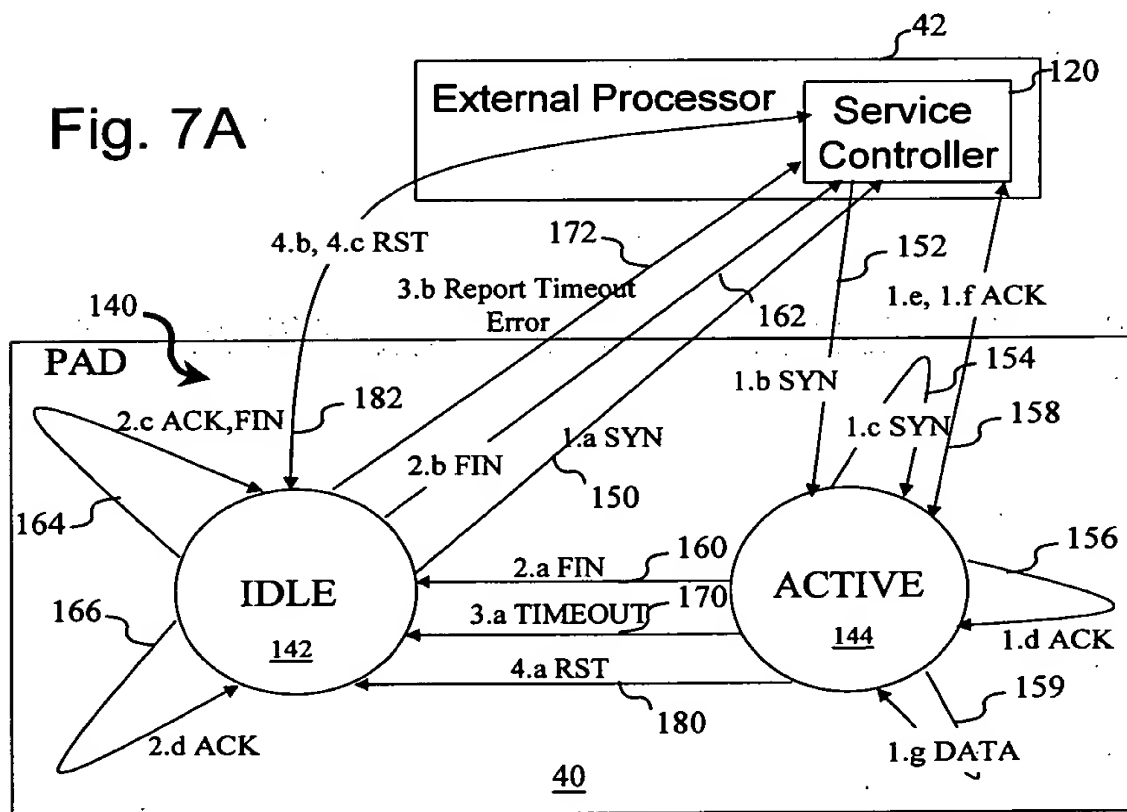 Fig. 7A
42
120
External Processor
Service
Controller
4.b, 4.c RST
172
152
3.b Report Timeout
Error
162
1.e, 1.f ACK
140
PAD
154
1.b SYN
2.c ACK,FIN
182
1.c SYN
158
1.a SYN
2.b FIN
150
164
156
160
2.a FIN
IDLE
ACTIVE
170
166
3.a TIMEOUT
142
144
1.d ACK
4.a RST
159
180
2.d ACK
1.g DATA
40